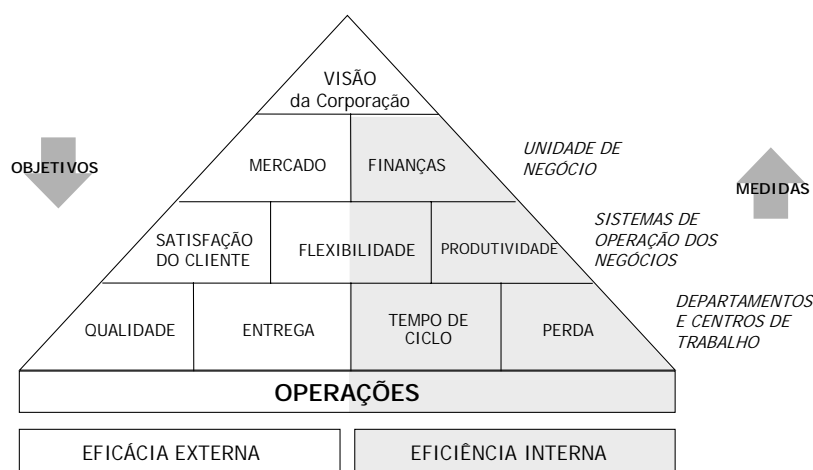 VISÃO
da Corporação
MERCADO
FINANÇAS
UNIDADE DE
NEGÓCIO
OBJETIVOS
MEDIDAS
SATISFAÇÃO
DO CLIENTE
FLEXIBILIDADE
PRODUTIVIDADE
SISTEMAS DE
OPERAÇÃO DOS
NEGÓCIOS
QUALIDADE
ENTREGA
TEMPO DE
CICLO
PERDA
DEPARTAMENTOS
E CENTROS DE
TRABALHO
OPERAÇÕES
EFICÁCIA EXTERNA
EFICIÊNCIA INTERNA